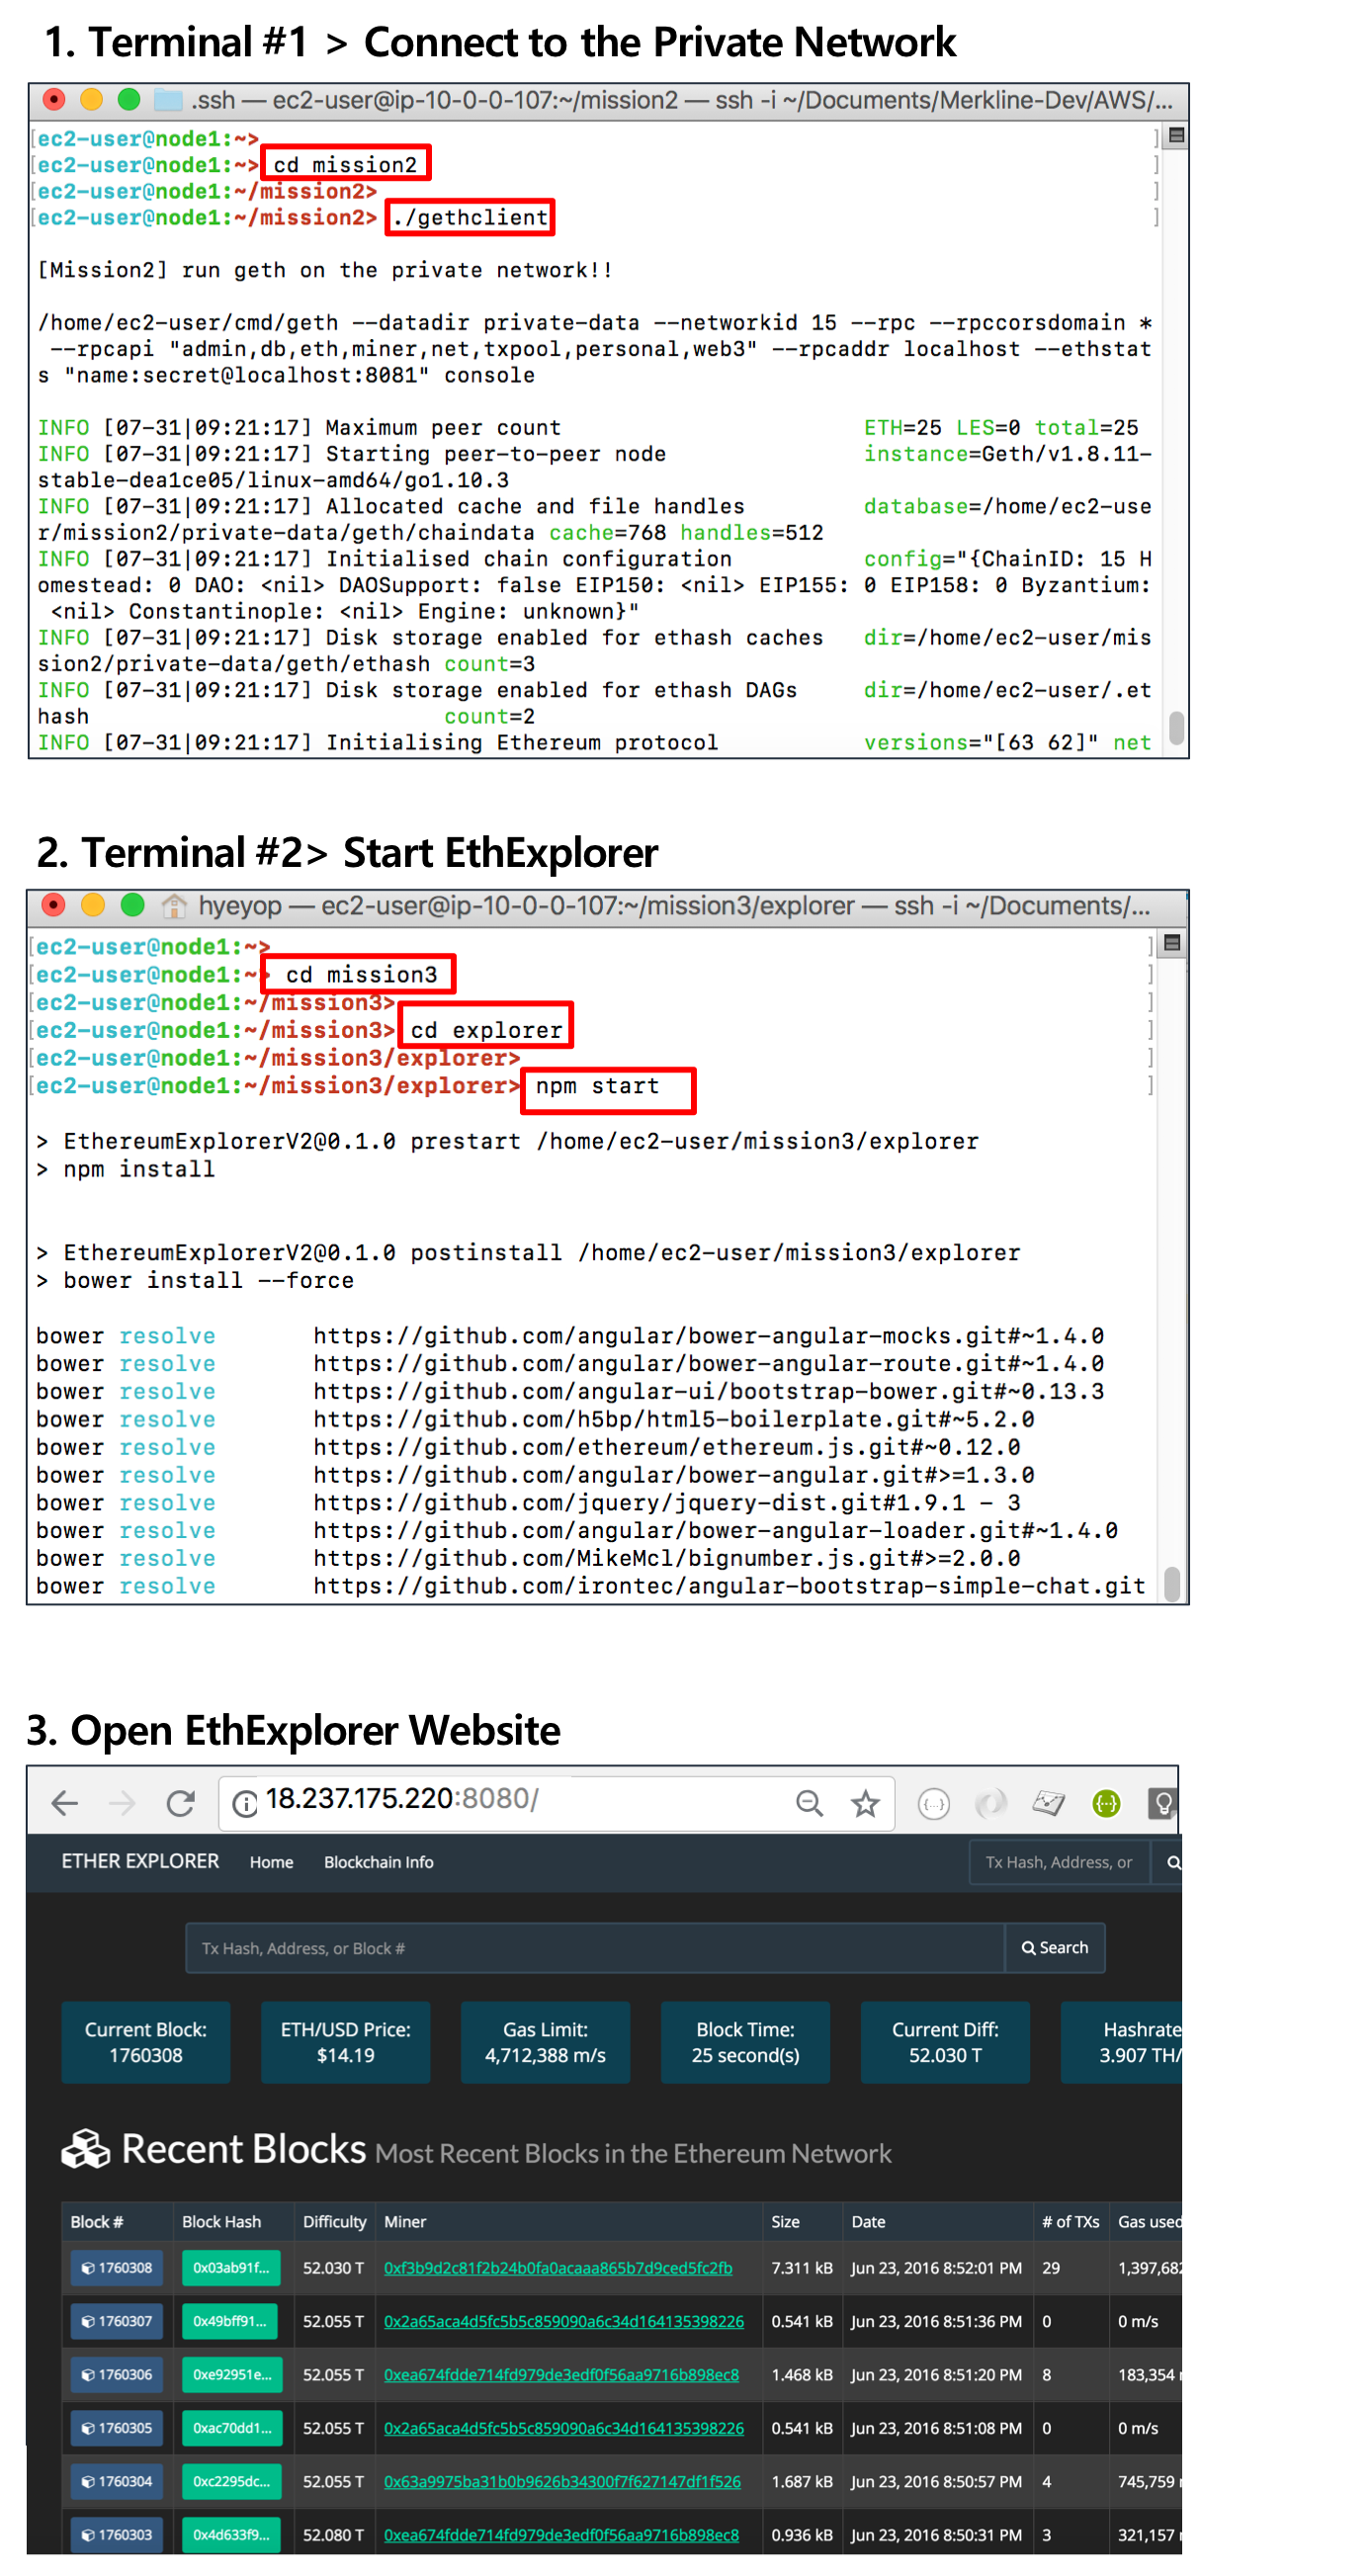 1. Terminal #1 > Connect to the Private Network
.ssh — ec2-user@ip-10-0-0-107:~/mission2 — ssh -i ~/Documents/Merkline-Dev/AWS/...
[ec2-user@node1:~> ]
[ec2-user@node1:~> cd mission2 ]
[ec2-user@node1:~/mission2> ]
[ec2-user@node1:~/mission2> ./gethclient ]
[Mission2] run geth on the private network!!
/home/ec2-user/cmd/geth --datadir private-data --networkid 15 --rpc --rpccorsdomain *
--rpcapi "admin,db,eth,miner,net,txpool,personal,web3" --rpcaddr localhost --ethstat
s "name:secret@localhost:8081" console
INFO [07-31|09:21:17] Maximum peer count ETH=25 LES=0 total=25
INFO [07-31|09:21:17] Starting peer-to-peer node instance=Geth/v1.8.11-
stable-dea1ce05/linux-amd64/go1.10.3
INFO [07-31|09:21:17] Allocated cache and file handles database=/home/ec2-use
r/mission2/private-data/geth/chaindata cache=768 handles=512
INFO [07-31|09:21:17] Initialised chain configuration config="{ChainID: 15 H
omestead: 0 DAO: <nil> DAOSupport: false EIP150: <nil> EIP155: 0 EIP158: 0 Byzantium:
<nil> Constantinople: <nil> Engine: unknown}"
INFO [07-31|09:21:17] Disk storage enabled for ethash caches dir=/home/ec2-user/mis
sion2/private-data/geth/ethash count=3
INFO [07-31|09:21:17] Disk storage enabled for ethash DAGs dir=/home/ec2-user/.et
hash count=2
INFO [07-31|09:21:17] Initialising Ethereum protocol versions="[63 62]" net
2. Terminal #2> Start EthExplorer
hyeyop — ec2-user@ip-10-0-0-107:~/mission3/explorer — ssh -i ~/Documents/...
[ec2-user@node1:~> ]
[ec2-user@node1:~> cd mission3 ]
[ec2-user@node1:~/mission3> ]
[ec2-user@node1:~/mission3> cd explorer ]
[ec2-user@node1:~/mission3/explorer> ]
[ec2-user@node1:~/mission3/explorer> npm start ]
> EthereumExplorerV2@0.1.0 prestart /home/ec2-user/mission3/explorer
> npm install
> EthereumExplorerV2@0.1.0 postinstall /home/ec2-user/mission3/explorer
> bower install --force
bower resolve https://github.com/angular/bower-angular-mocks.git#~1.4.0
bower resolve https://github.com/angular/bower-angular-route.git#~1.4.0
bower resolve https://github.com/angular-ui/bootstrap-bower.git#~0.13.3
bower resolve https://github.com/h5bp/html5-boilerplate.git#~5.2.0
bower resolve https://github.com/ethereum/ethereum.js.git#~0.12.0
bower resolve https://github.com/angular/bower-angular.git#>=1.3.0
bower resolve https://github.com/jquery/jquery-dist.git#1.9.1 - 3
bower resolve https://github.com/angular/bower-angular-loader.git#~1.4.0
bower resolve https://github.com/MikeMcl/bignumber.js.git#>=2.0.0
bower resolve https://github.com/irontec/angular-bootstrap-simple-chat.git
3. Open EthExplorer Website
18.237.175.220:8080/
ETHER EXPLORER Home Blockchain Info Tx Hash, Address, or
Tx Hash, Address, or Block # Search
Current Block: ETH/USD Price: Gas Limit: Block Time: Current Diff: Hashrate
1760308 $14.19 4,712,388 m/s 25 second(s) 52.030 T 3.907 TH/
Recent Blocks Most Recent Blocks in the Ethereum Network
Block # Block Hash Difficulty Miner Size Date # of TXs Gas used
1760308 0x03ab91f... 52.030 T 0xf3b9d2c81f2b24b0fa0acaaa865b7d9ced5fc2fb 7.311 kB Jun 23, 2016 8:52:01 PM 29 1,397,682
1760307 0x49bff91... 52.055 T 0x2a65aca4d5fc5b5c859090a6c34d164135398226 0.541 kB Jun 23, 2016 8:51:36 PM 0 0 m/s
1760306 0xe92951e... 52.055 T 0xea674fdde714fd979de3edf0f56aa9716b898ec8 1.468 kB Jun 23, 2016 8:51:20 PM 8 183,354
1760305 0xac70dd1... 52.055 T 0x2a65aca4d5fc5b5c859090a6c34d164135398226 0.541 kB Jun 23, 2016 8:51:08 PM 0 0 m/s
1760304 0xc2295dc... 52.055 T 0x63a9975ba31b0b9626b34300f7f627147df1f526 1.687 kB Jun 23, 2016 8:50:57 PM 4 745,759
1760303 0x4d633f9... 52.080 T 0xea674fdde714fd979de3edf0f56aa9716b898ec8 0.936 kB Jun 23, 2016 8:50:31 PM 3 321,157